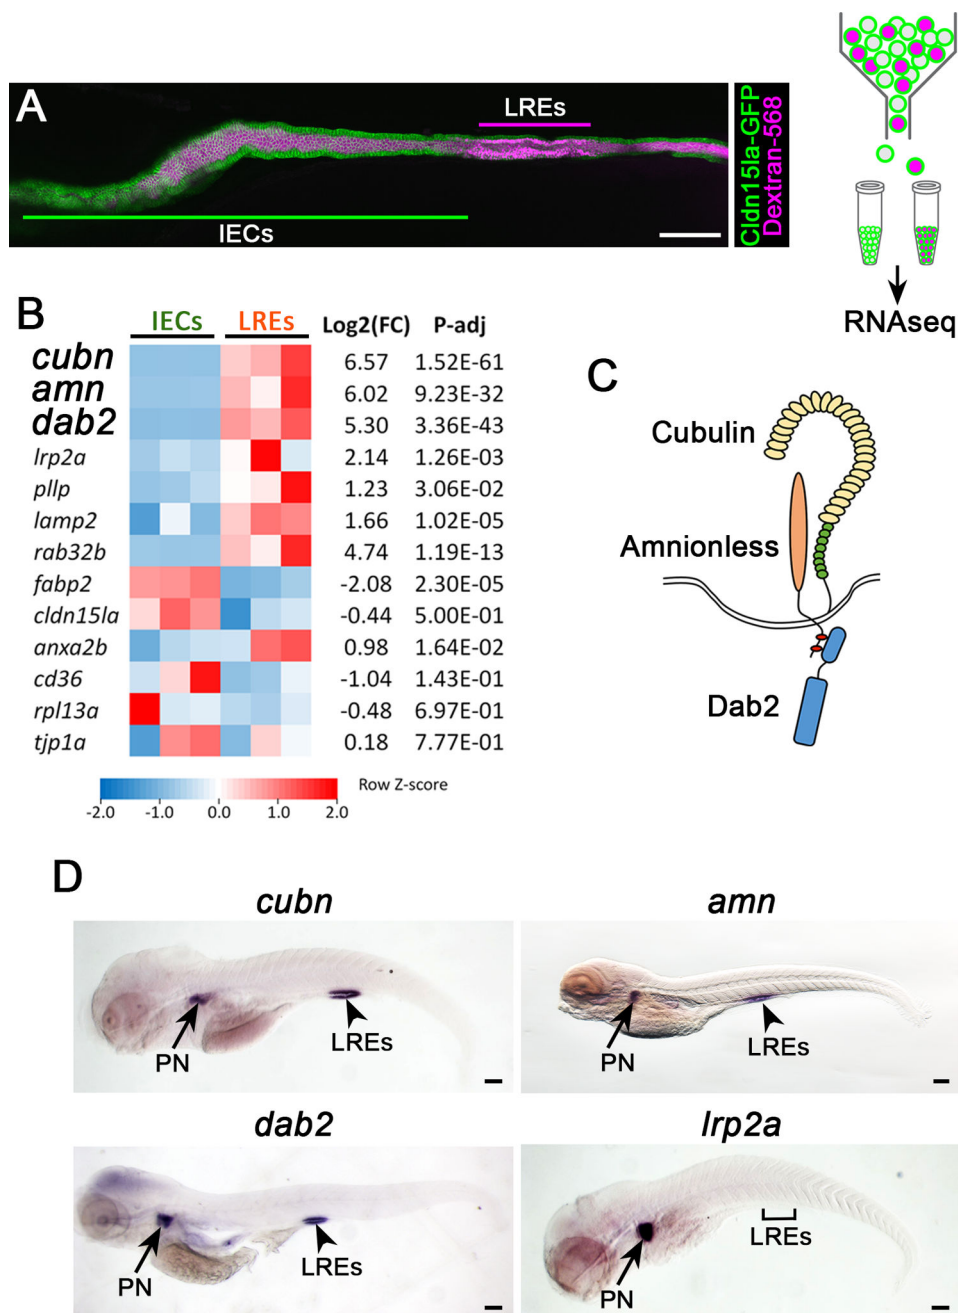 A
LREs
IECs
Cldn15la-GFP
Dextran-568
RNAseq
B
IECs LREs Log2(FC) P-adj
cubn 6.57 1.52E-61
amn 6.02 9.23E-32
dab2 5.30 3.36E-43
lrp2a 2.14 1.26E-03
pllp 1.23 3.06E-02
lamp2 1.66 1.02E-05
rab32b 4.74 1.19E-13
fabp2 -2.08 2.30E-05
cldn15la -0.44 5.00E-01
anxa2b 0.98 1.64E-02
cd36 -1.04 1.43E-01
rpl13a -0.48 6.97E-01
tjp1a 0.18 7.77E-01
Row Z-score
-2.0 -1.0 0.0 1.0 2.0
C
Cubulin
Amnionless
Dab2
D
cubn
PN
LREs
amn
PN
LREs
dab2
PN
LREs
lrp2a
PN
LREs